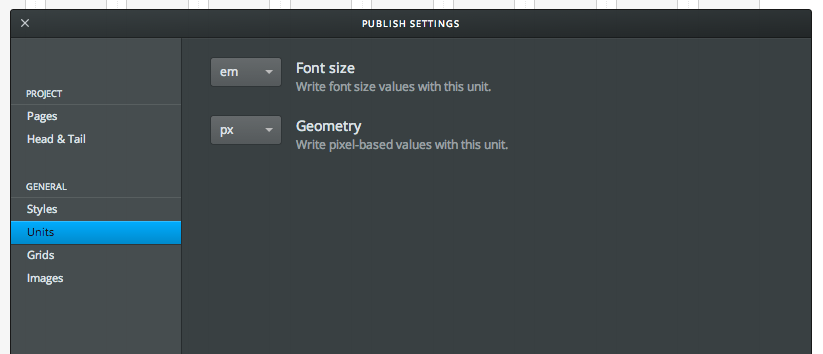 PUBLISH SETTINGS
PROJECT
Pages
Head & Tail
GENERAL
Styles
Units
Grids
Images
em
Font size
Write font size values with this unit.
px
Geometry
Write pixel-based values with this unit.